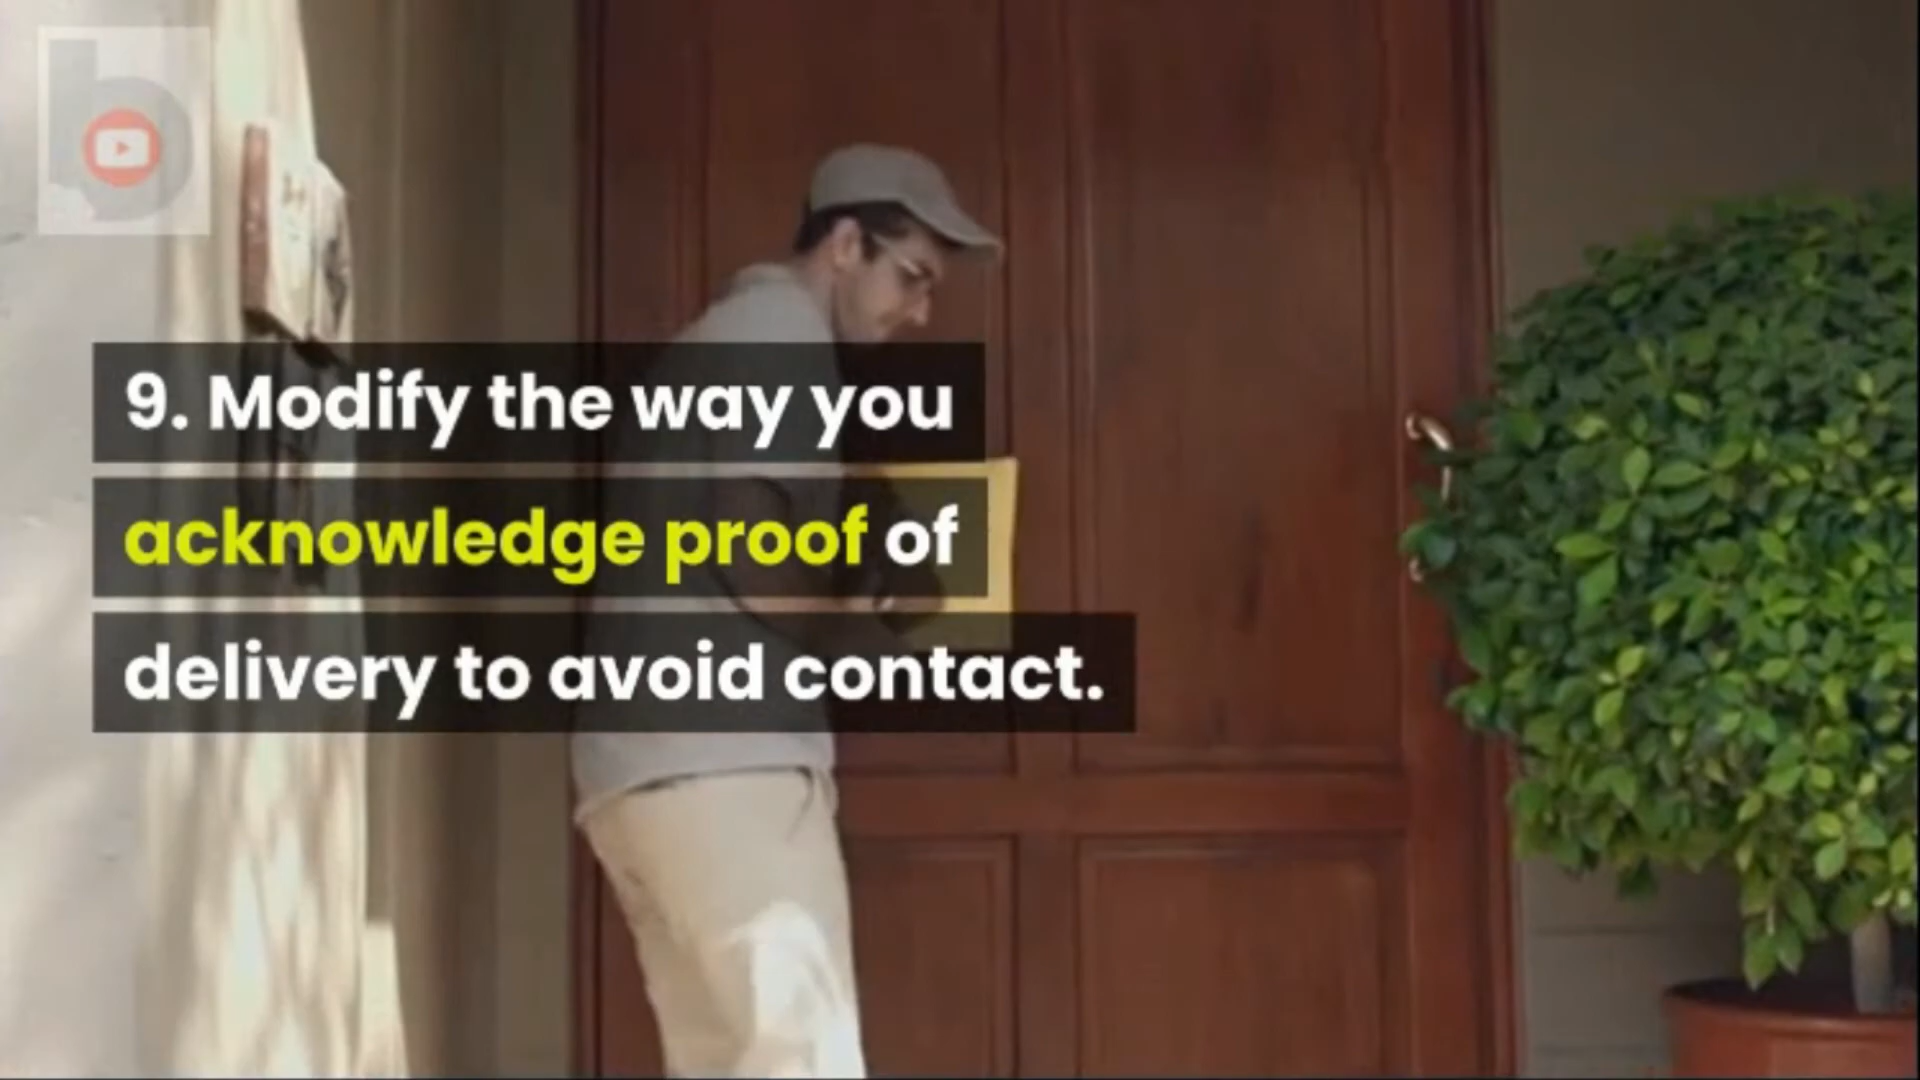 9. Modify the way you
acknowledge proof of
delivery to avoid contact.